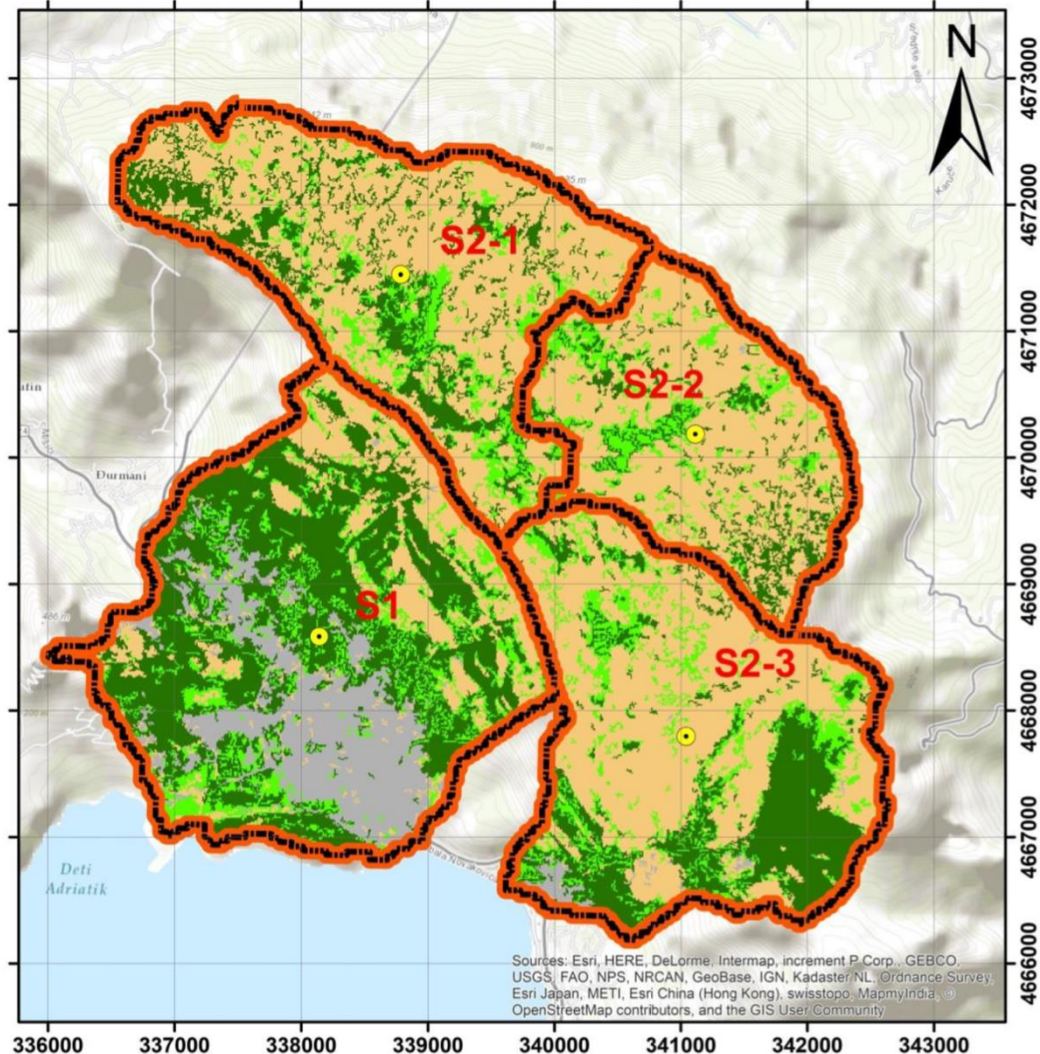 N
4673000
4672000
4671000
4670000
4669000
4668000
4667000
4666000
800 m
S2-1
S2-2
Durmani
S1
S2-3
Deti
Adriatik
Sources: Esri, HERE, DeLorme, Intermap, increment P Corp., GEBCO,
USGS, FAO, NPS, NRCAN, GeoBase, IGN, Kadaster NL, Ordnance Survey,
Esri Japan, METI, Esri China (Hong Kong), swisstopo, MapmyIndia, ©
OpenStreetMap contributors, and the GIS User Community
336000 337000 338000 339000 340000 341000 342000 343000